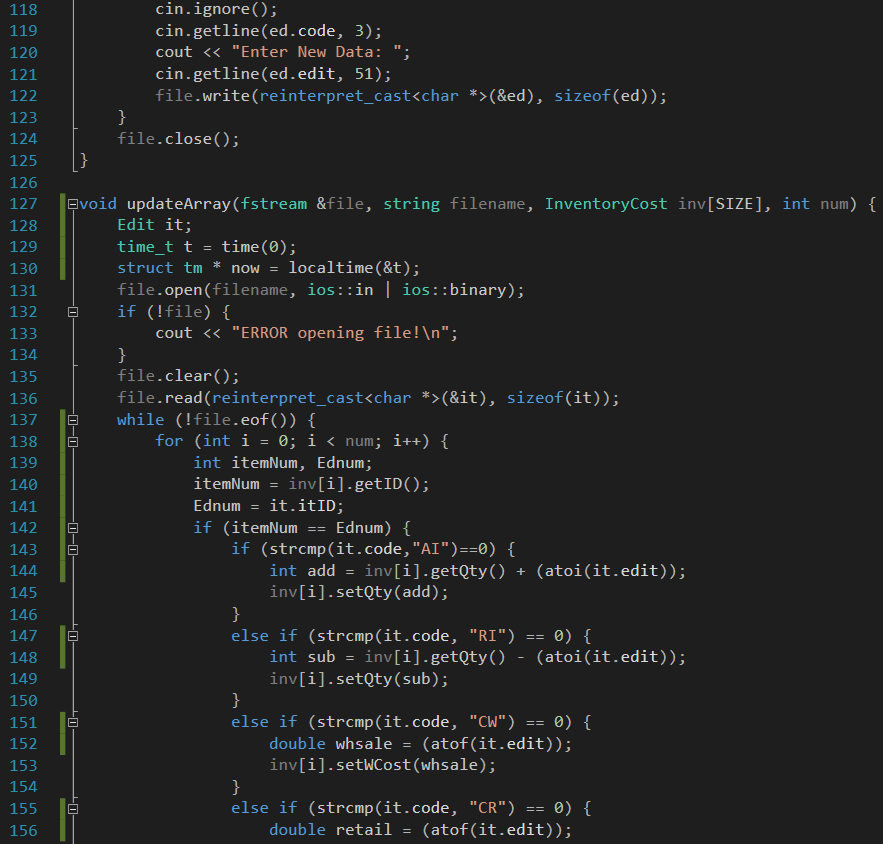 118 cin.ignore();
119 cin.getline(ed.code, 3);
120 cout << "Enter New Data: ";
121 cin.getline(ed.edit, 51);
122 file.write(reinterpret_cast<char *>(&ed), sizeof(ed));
123 }
124 file.close();
125 }
126
127 void updateArray(fstream &file, string filename, InventoryCost inv[SIZE], int num) {
128 Edit it;
129 time_t t = time(0);
130 struct tm * now = localtime(&t);
131 file.open(filename, ios::in | ios::binary);
132 if (!file) {
133 cout << "ERROR opening file!\n";
134 }
135 file.clear();
136 file.read(reinterpret_cast<char *>(&it), sizeof(it));
137 while (!file.eof()) {
138 for (int i = 0; i < num; i++) {
139 int itemNum, Ednum;
140 itemNum = inv[i].getID();
141 Ednum = it.itID;
142 if (itemNum == Ednum) {
143 if (strcmp(it.code,"AI")==0) {
144 int add = inv[i].getQty() + (atoi(it.edit));
145 inv[i].setQty(add);
146 }
147 else if (strcmp(it.code, "RI") == 0) {
148 int sub = inv[i].getQty() - (atoi(it.edit));
149 inv[i].setQty(sub);
150 }
151 else if (strcmp(it.code, "CW") == 0) {
152 double whsale = (atof(it.edit));
153 inv[i].setWCost(whsale);
154 }
155 else if (strcmp(it.code, "CR") == 0) {
156 double retail = (atof(it.edit));